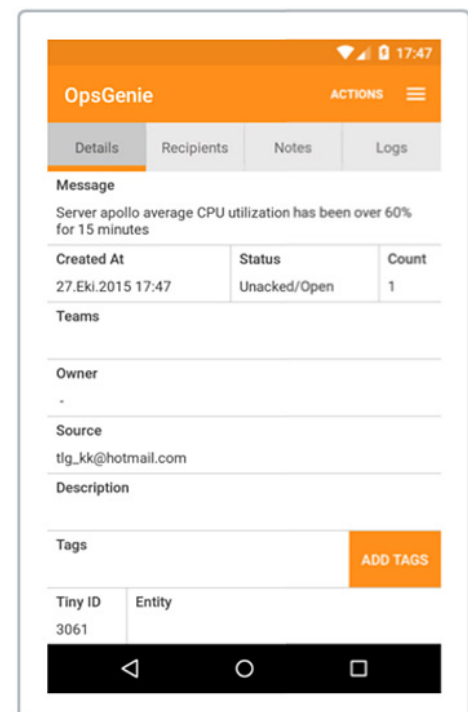 17:47
OpsGenie ACTIONS
Details Recipients Notes Logs
Message
Server apollo average CPU utilization has been over 60%
for 15 minutes
Created At Status Count
27.Eki.2015 17:47 Unacked/Open 1
Teams
Owner
-
Source
tlg_kk@hotmail.com
Description
Tags
ADD TAGS
Tiny ID Entity
3061